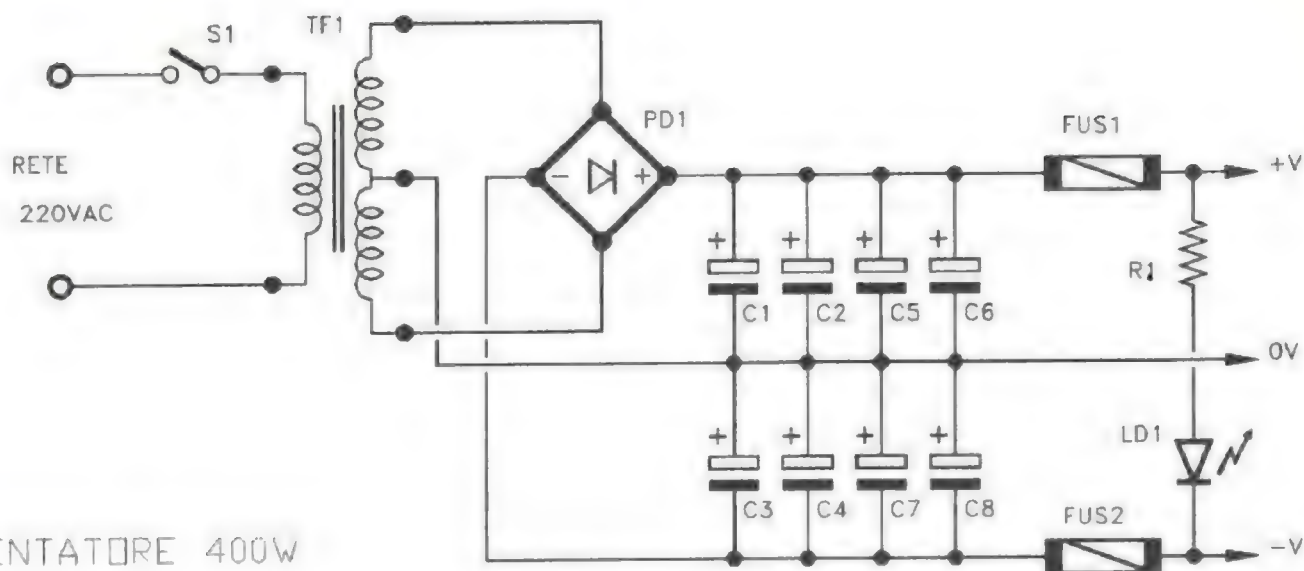 S1
TF1
PD1
FUS1
+V
RETE
220VAC
- +
R1
+ + + +
C1 C2 C5 C6
0V
LD1
+ + + +
C3 C4 C7 C8
FUS2
-V
NTATORE 400W